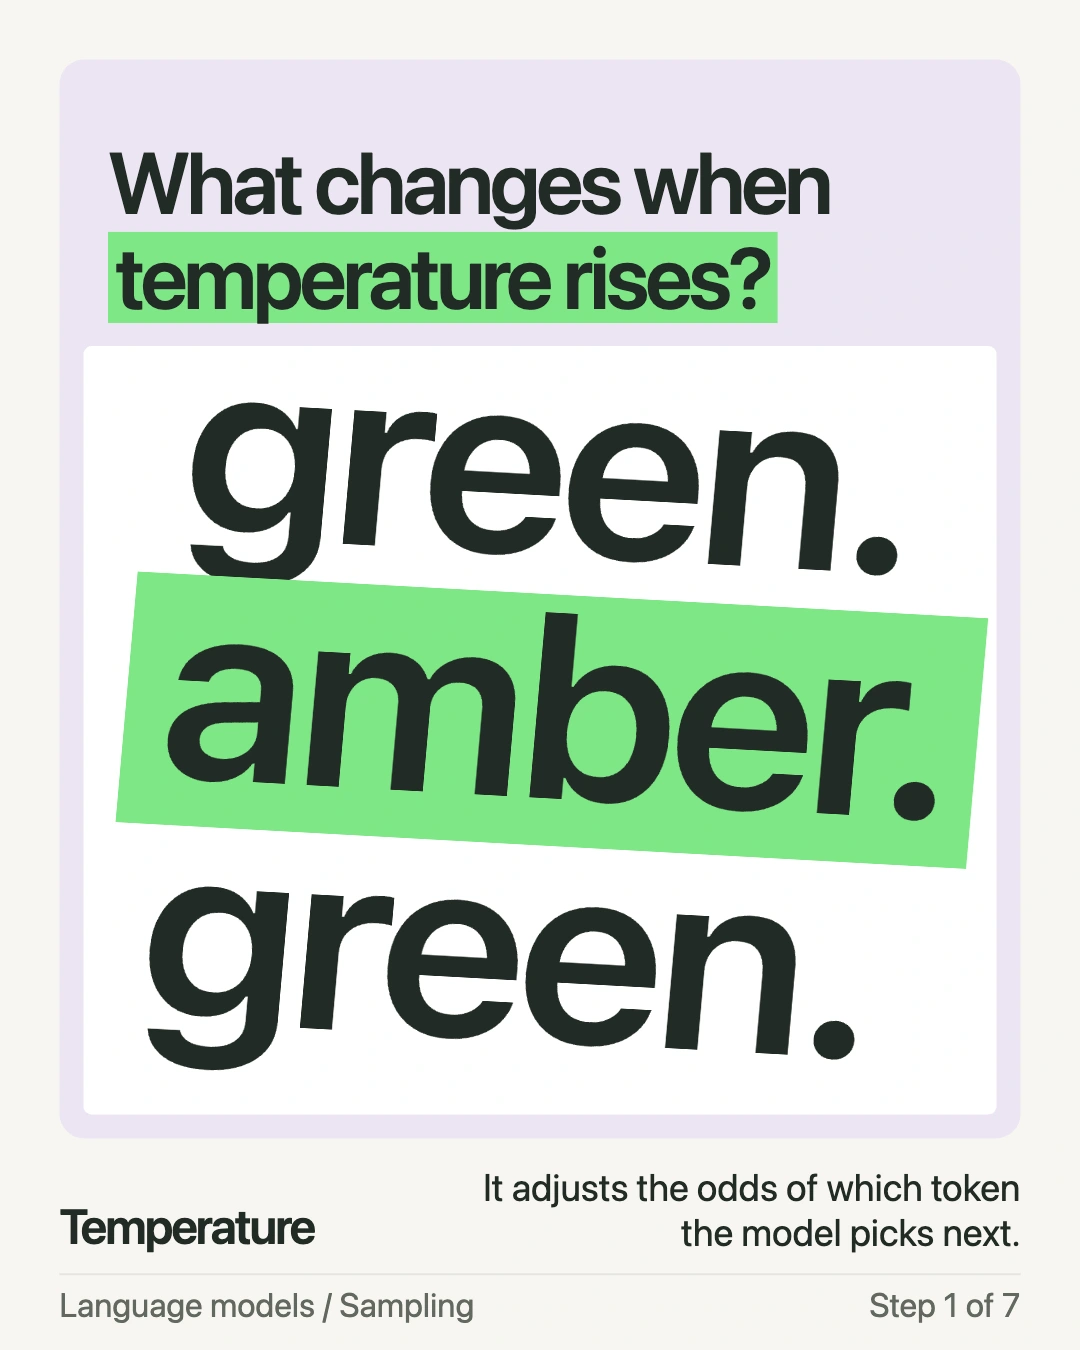 What changes when
temperature rises?
green.
amber.
green.
Temperature
It adjusts the odds of which token
the model picks next.
Language models / Sampling
Step 1 of 7